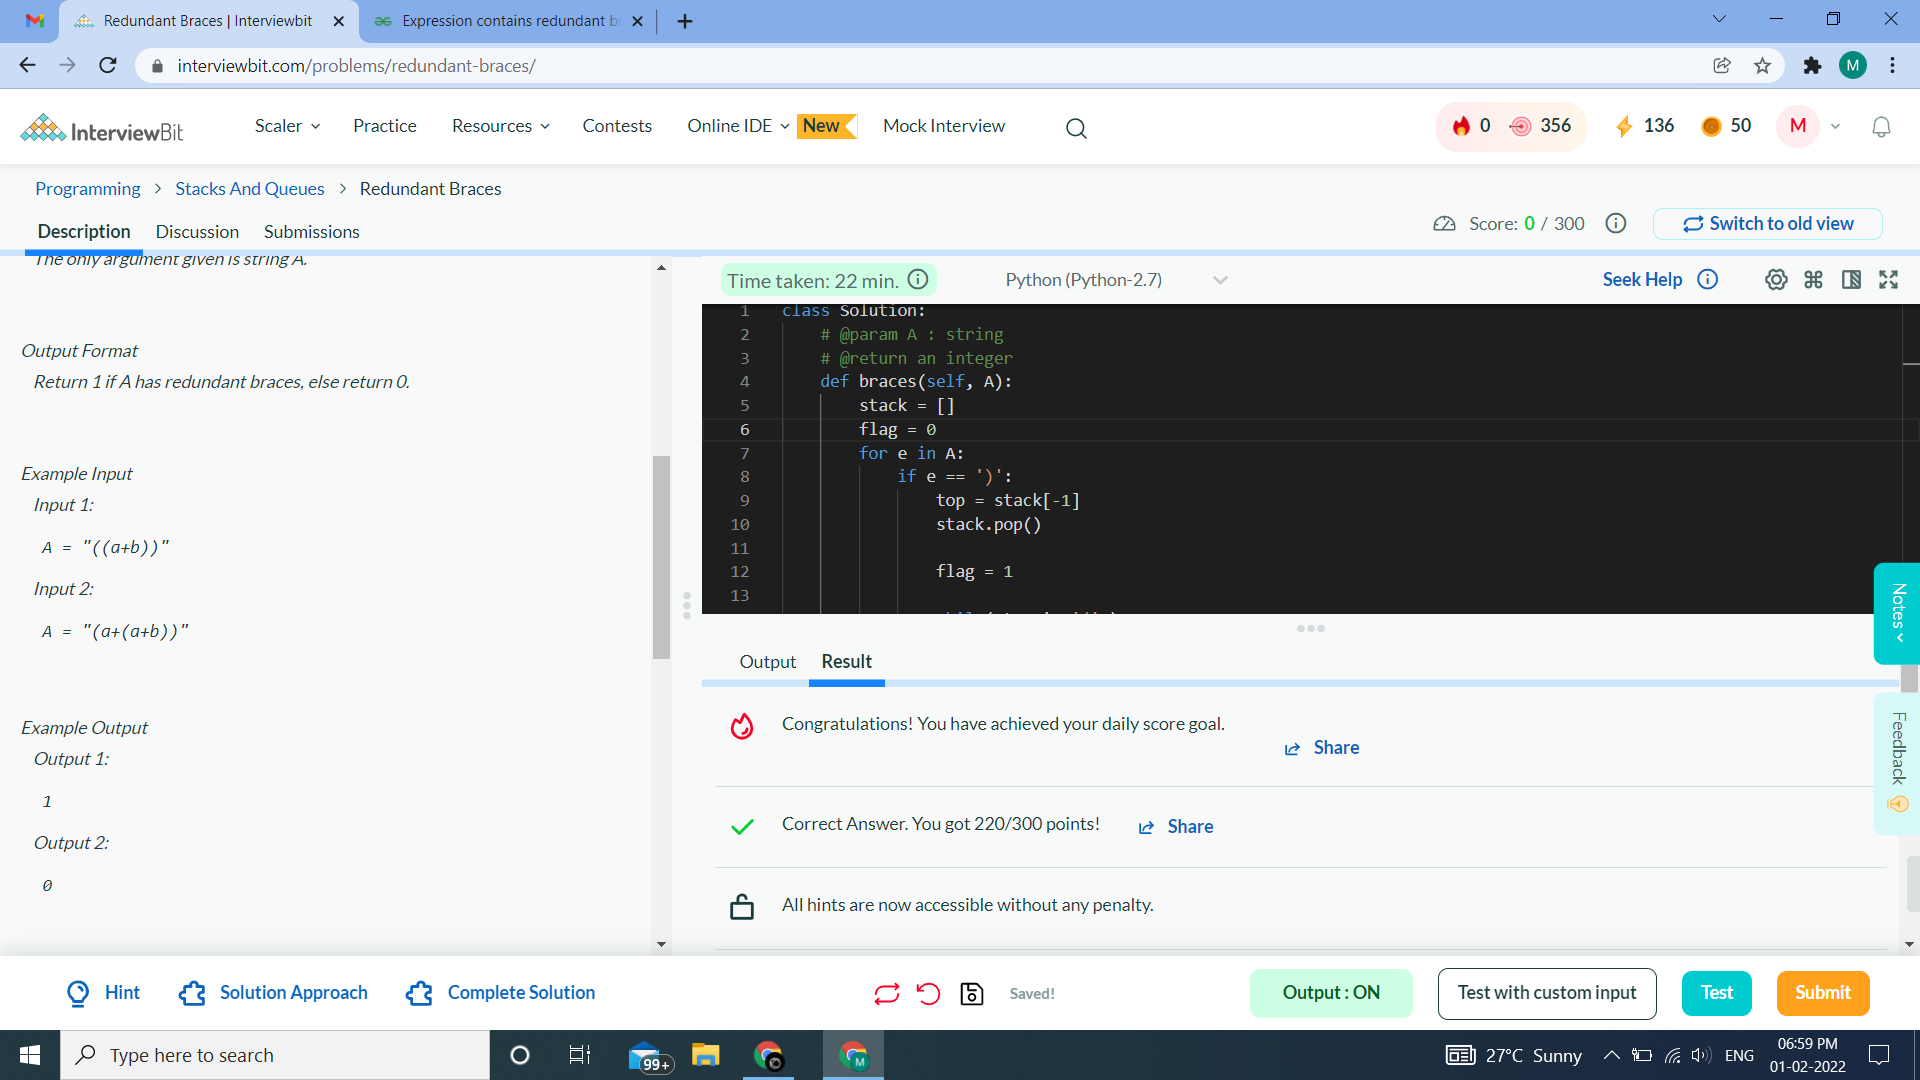 Redundant Braces | Interviewbit
Expression contains redundant b
interviewbit.com/problems/redundant-braces/
M
InterviewBit
Scaler
Practice
Resources
Contests
Online IDE
New
Mock Interview
0
356
136
50
M
Programming > Stacks And Queues > Redundant Braces
Description
Discussion
Submissions
Score: 0 / 300
Switch to old view
The only argument given is string A.
Output Format
Return 1 if A has redundant braces, else return 0.
Example Input
Input 1:
A = "((a+b))"
Input 2:
A = "(a+(a+b))"
Example Output
Output 1:
1
Output 2:
0
Time taken: 22 min.
Python (Python-2.7)
Seek Help
1 class Solution:
2 # @param A : string
3 # @return an integer
4 def braces(self, A):
5 stack = []
6 flag = 0
7 for e in A:
8 if e == ')':
9 top = stack[-1]
10 stack.pop()
11
12 flag = 1
13
Notes
Output
Result
Congratulations! You have achieved your daily score goal.
Share
Correct Answer. You got 220/300 points!
Share
All hints are now accessible without any penalty.
Feedback
Hint
Solution Approach
Complete Solution
Saved!
Output : ON
Test with custom input
Test
Submit
Type here to search
99+
M
27°C Sunny
ENG
06:59 PM
01-02-2022